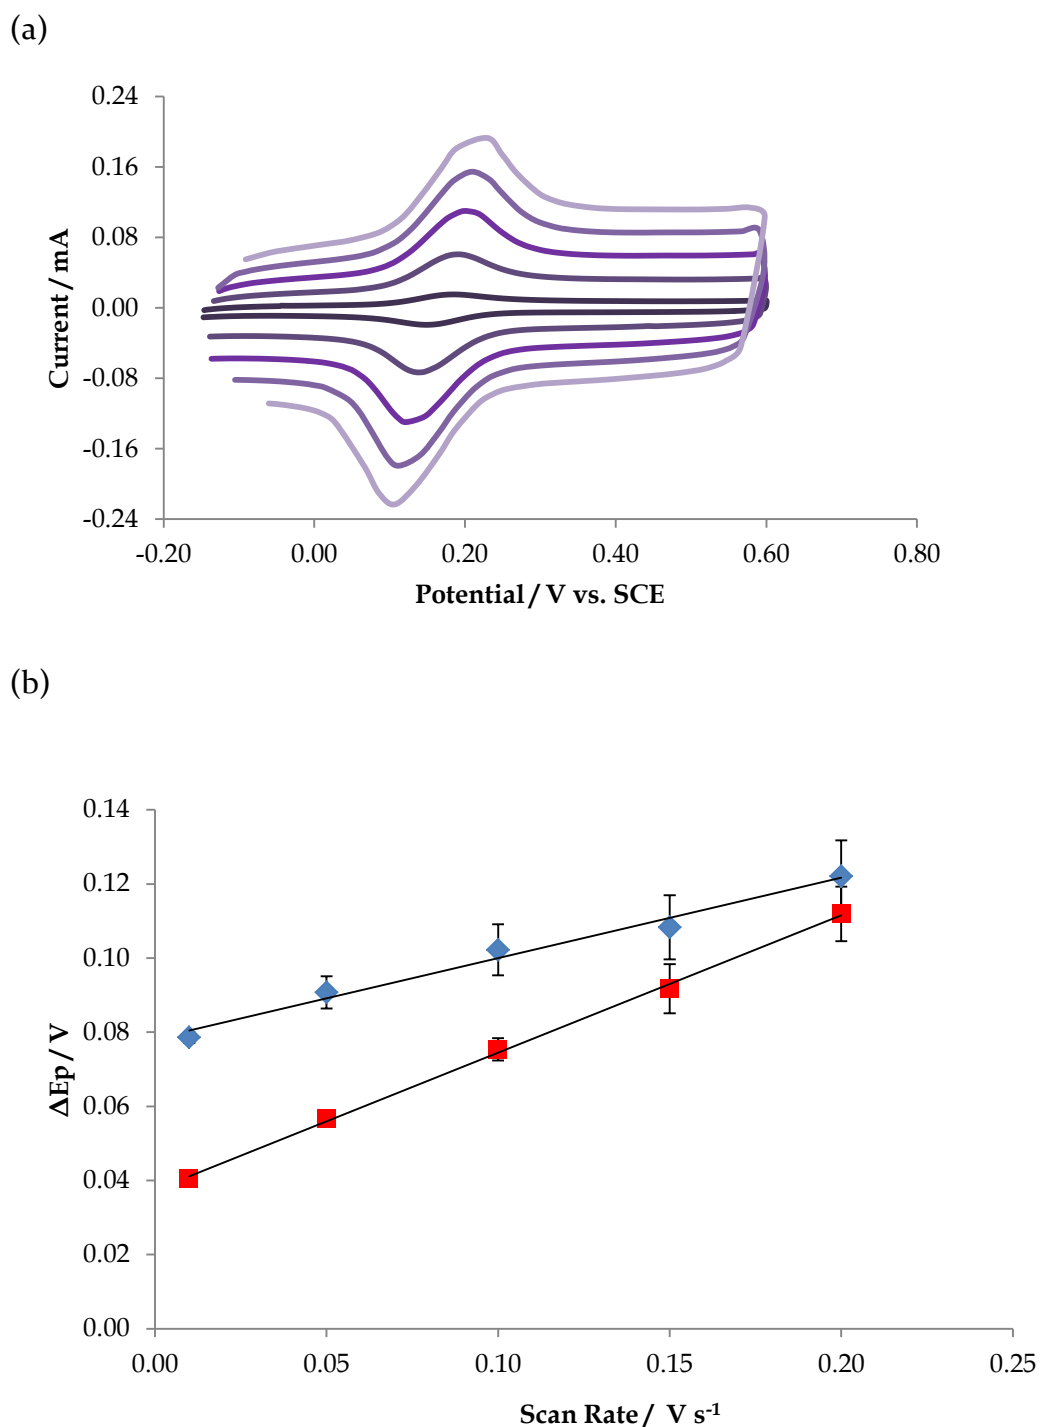 (a)
0.24
0.16
0.08
0.00
-0.08
-0.16
-0.24
Current / mA
-0.20 0.00 0.20 0.40 0.60 0.80
Potential / V vs. SCE
(b)
0.14
0.12
0.10
0.08
0.06
0.04
0.02
0.00
ΔEp / V
0.00 0.05 0.10 0.15 0.20 0.25
Scan Rate / V s⁻¹